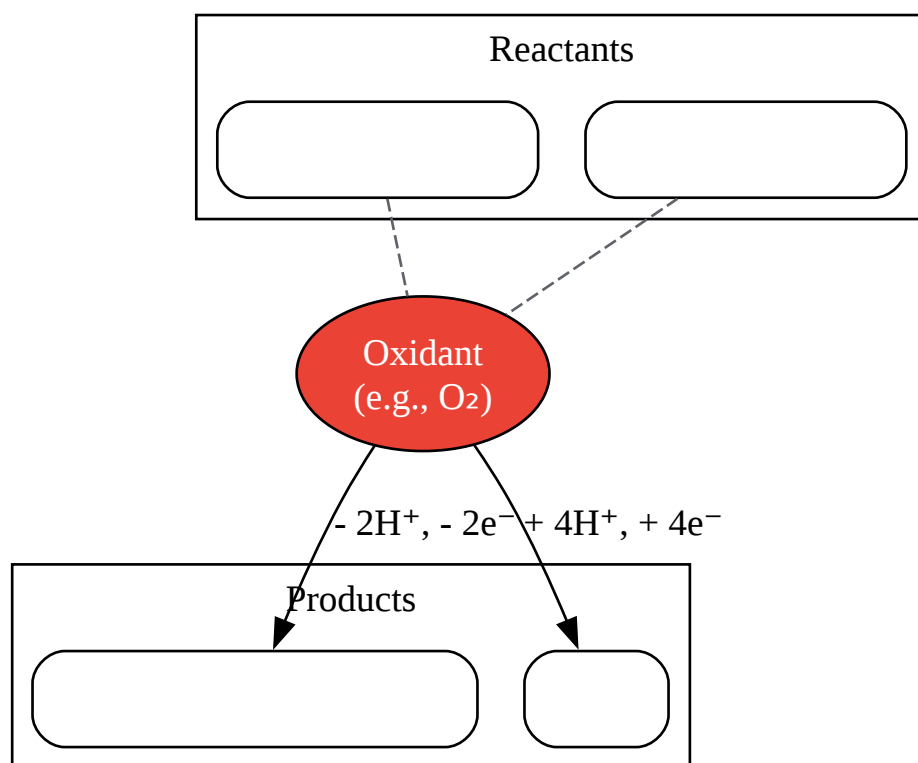 Reactants
Oxidant
(e.g., O₂)
- 2H⁺, - 2e⁻
+ 4H⁺, + 4e⁻
Products